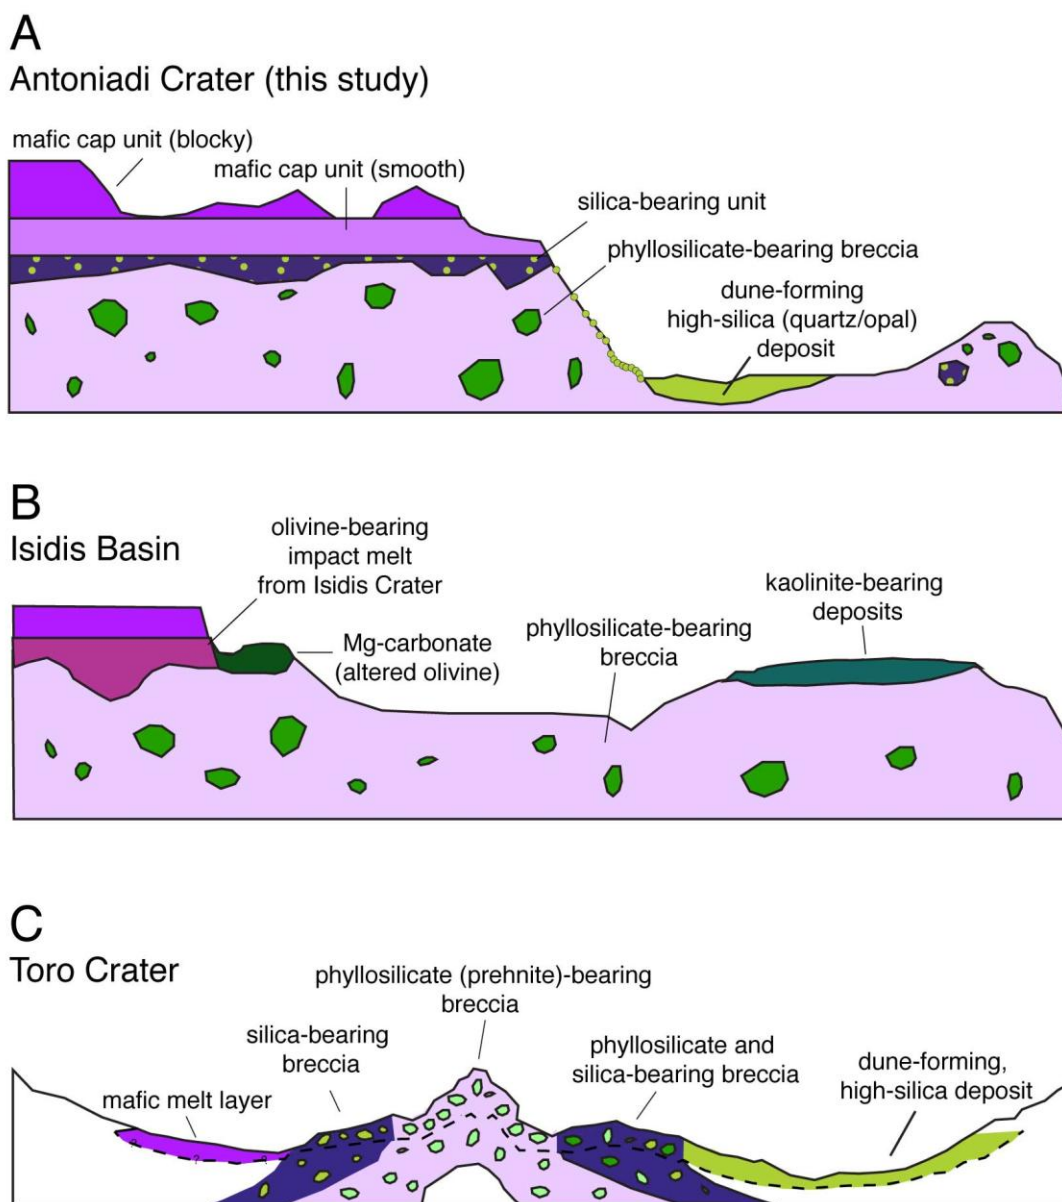 A
Antoniadi Crater (this study)
mafic cap unit (blocky)
mafic cap unit (smooth)
silica-bearing unit
phyllosilicate-bearing breccia
dune-forming
high-silica (quartz/opal)
deposit
B
Isidis Basin
olivine-bearing
impact melt
from Isidis Crater
Mg-carbonate
(altered olivine)
phyllosilicate-bearing
breccia
kaolinite-bearing
deposits
C
Toro Crater
phyllosilicate (prehnite)-bearing
breccia
silica-bearing
breccia
mafic melt layer
phyllosilicate and
silica-bearing breccia
dune-forming,
high-silica deposit
? ? ?